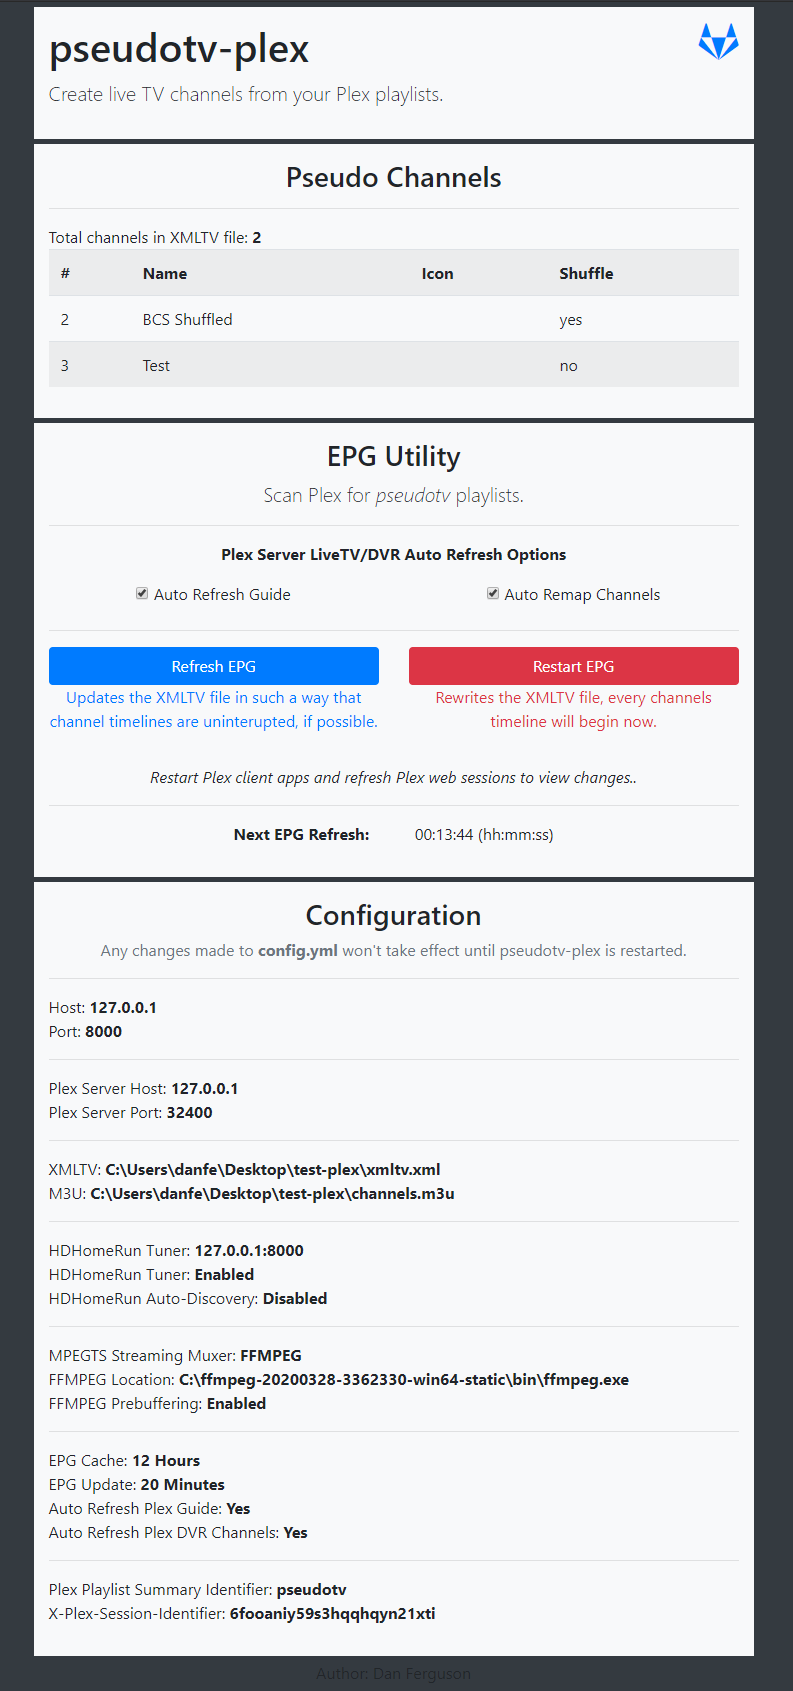 pseudotv-plex
Create live TV channels from your Plex playlists.
Pseudo Channels
Total channels in XMLTV file: 2
# Name Icon Shuffle
2 BCS Shuffled yes
3 Test no
EPG Utility
Scan Plex for pseudotv playlists.
Plex Server LiveTV/DVR Auto Refresh Options
Auto Refresh Guide Auto Remap Channels
Refresh EPG
Updates the XMLTV file in such a way that
channel timelines are uninterupted, if possible.
Restart EPG
Rewrites the XMLTV file, every channels
timeline will begin now.
Restart Plex client apps and refresh Plex web sessions to view changes..
Next EPG Refresh: 00:13:44 (hh:mm:ss)
Configuration
Any changes made to config.yml won't take effect until pseudotv-plex is restarted.
Host: 127.0.0.1
Port: 8000
Plex Server Host: 127.0.0.1
Plex Server Port: 32400
XMLTV: C:\Users\danfe\Desktop\test-plex\xmltv.xml
M3U: C:\Users\danfe\Desktop\test-plex\channels.m3u
HDHomeRun Tuner: 127.0.0.1:8000
HDHomeRun Tuner: Enabled
HDHomeRun Auto-Discovery: Disabled
MPEGTS Streaming Muxer: FFMPEG
FFMPEG Location: C:\ffmpeg-20200328-3362330-win64-static\bin\ffmpeg.exe
FFMPEG Prebuffering: Enabled
EPG Cache: 12 Hours
EPG Update: 20 Minutes
Auto Refresh Plex Guide: Yes
Auto Refresh Plex DVR Channels: Yes
Plex Playlist Summary Identifier: pseudotv
X-Plex-Session-Identifier: 6fooaniy59s3hqqhqyn21xti
Author: Dan Ferguson